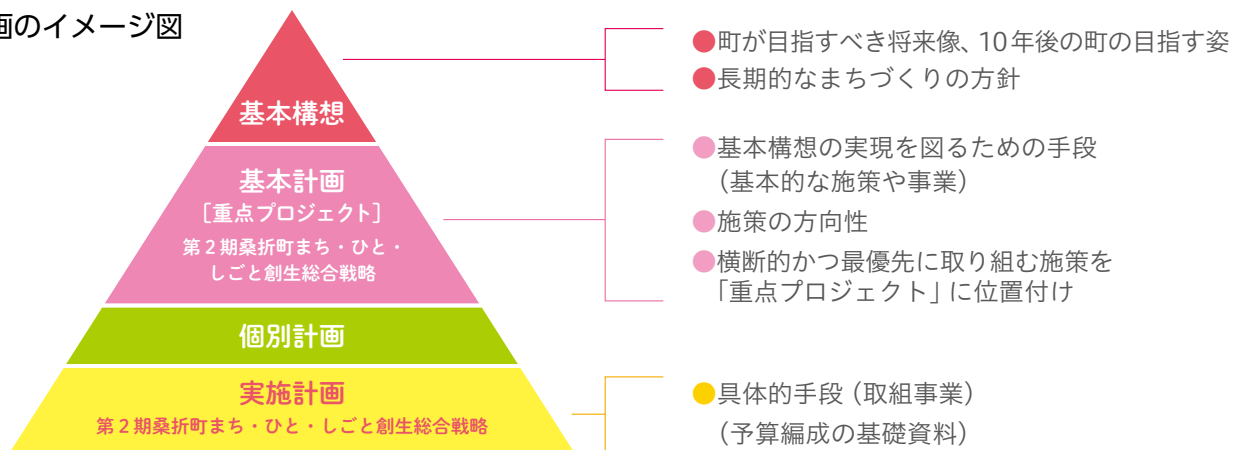 画のイメージ図
基本構想
●町が目指すべき将来像、10年後の町の目指す姿
●長期的なまちづくりの方針
基本計画
［重点プロジェクト］
第２期桑折町まち・ひと・
しごと創生総合戦略
●基本構想の実現を図るための手段
（基本的な施策や事業）
●施策の方向性
●横断的かつ最優先に取り組む施策を
「重点プロジェクト」に位置付け
個別計画
実施計画
第２期桑折町まち・ひと・しごと創生総合戦略
●具体的手段（取組事業）
（予算編成の基礎資料）